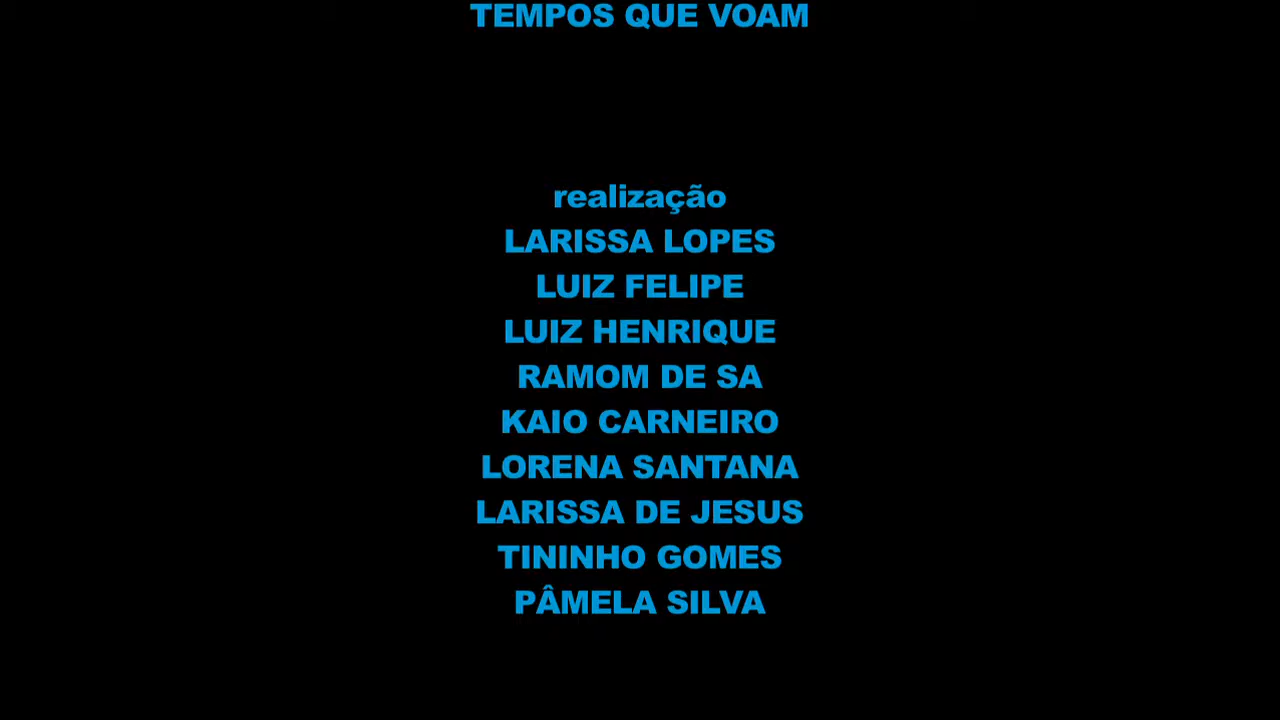 TEMPOS QUE VOAM
realização
LARISSA LOPES
LUIZ FELIPE
LUIZ HENRIQUE
RAMOM DE SA
KAIO CARNEIRO
LORENA SANTANA
LARISSA DE JESUS
TININHO GOMES
PÂMELA SILVA